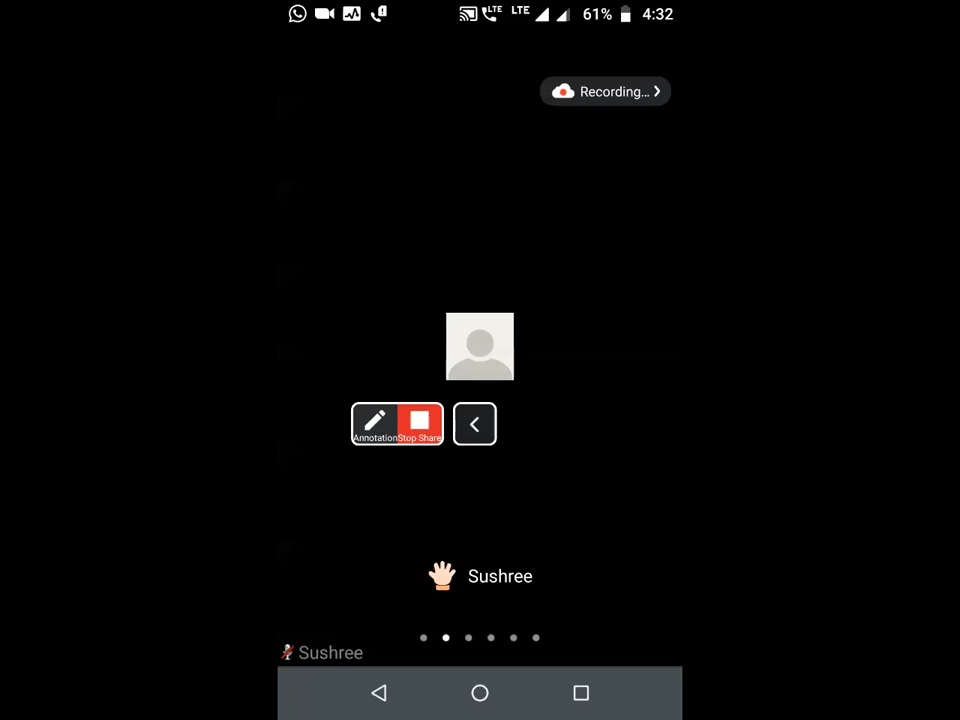 LTE LTE 61% 4:32
Recording...
Annotation Stop Share
Sushree
Sushree